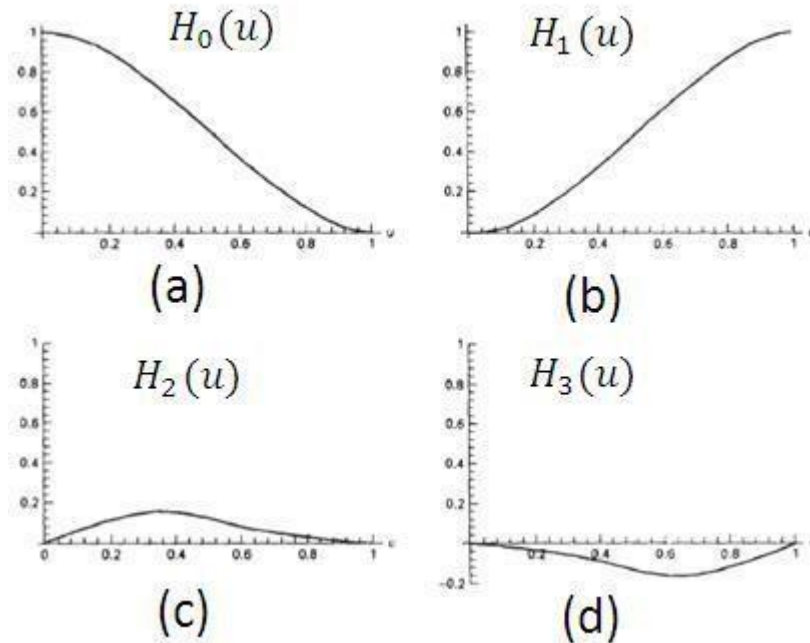 H₀(u) H₁(u)
1 1
0.8 0.8
0.6 0.6
0.4 0.4
0.2 0.2
0.2 0.4 0.6 0.8 1 u 0.2 0.4 0.6 0.8 1
(a) (b)
H₂(u) H₃(u)
1 1
0.8 0.8
0.6 0.6
0.4 0.4
0.2 0.2
0 0.2 0.4 0.6 0.8 1 0.2 0.4 0.6 0.8 1
-0.2
(c) (d)